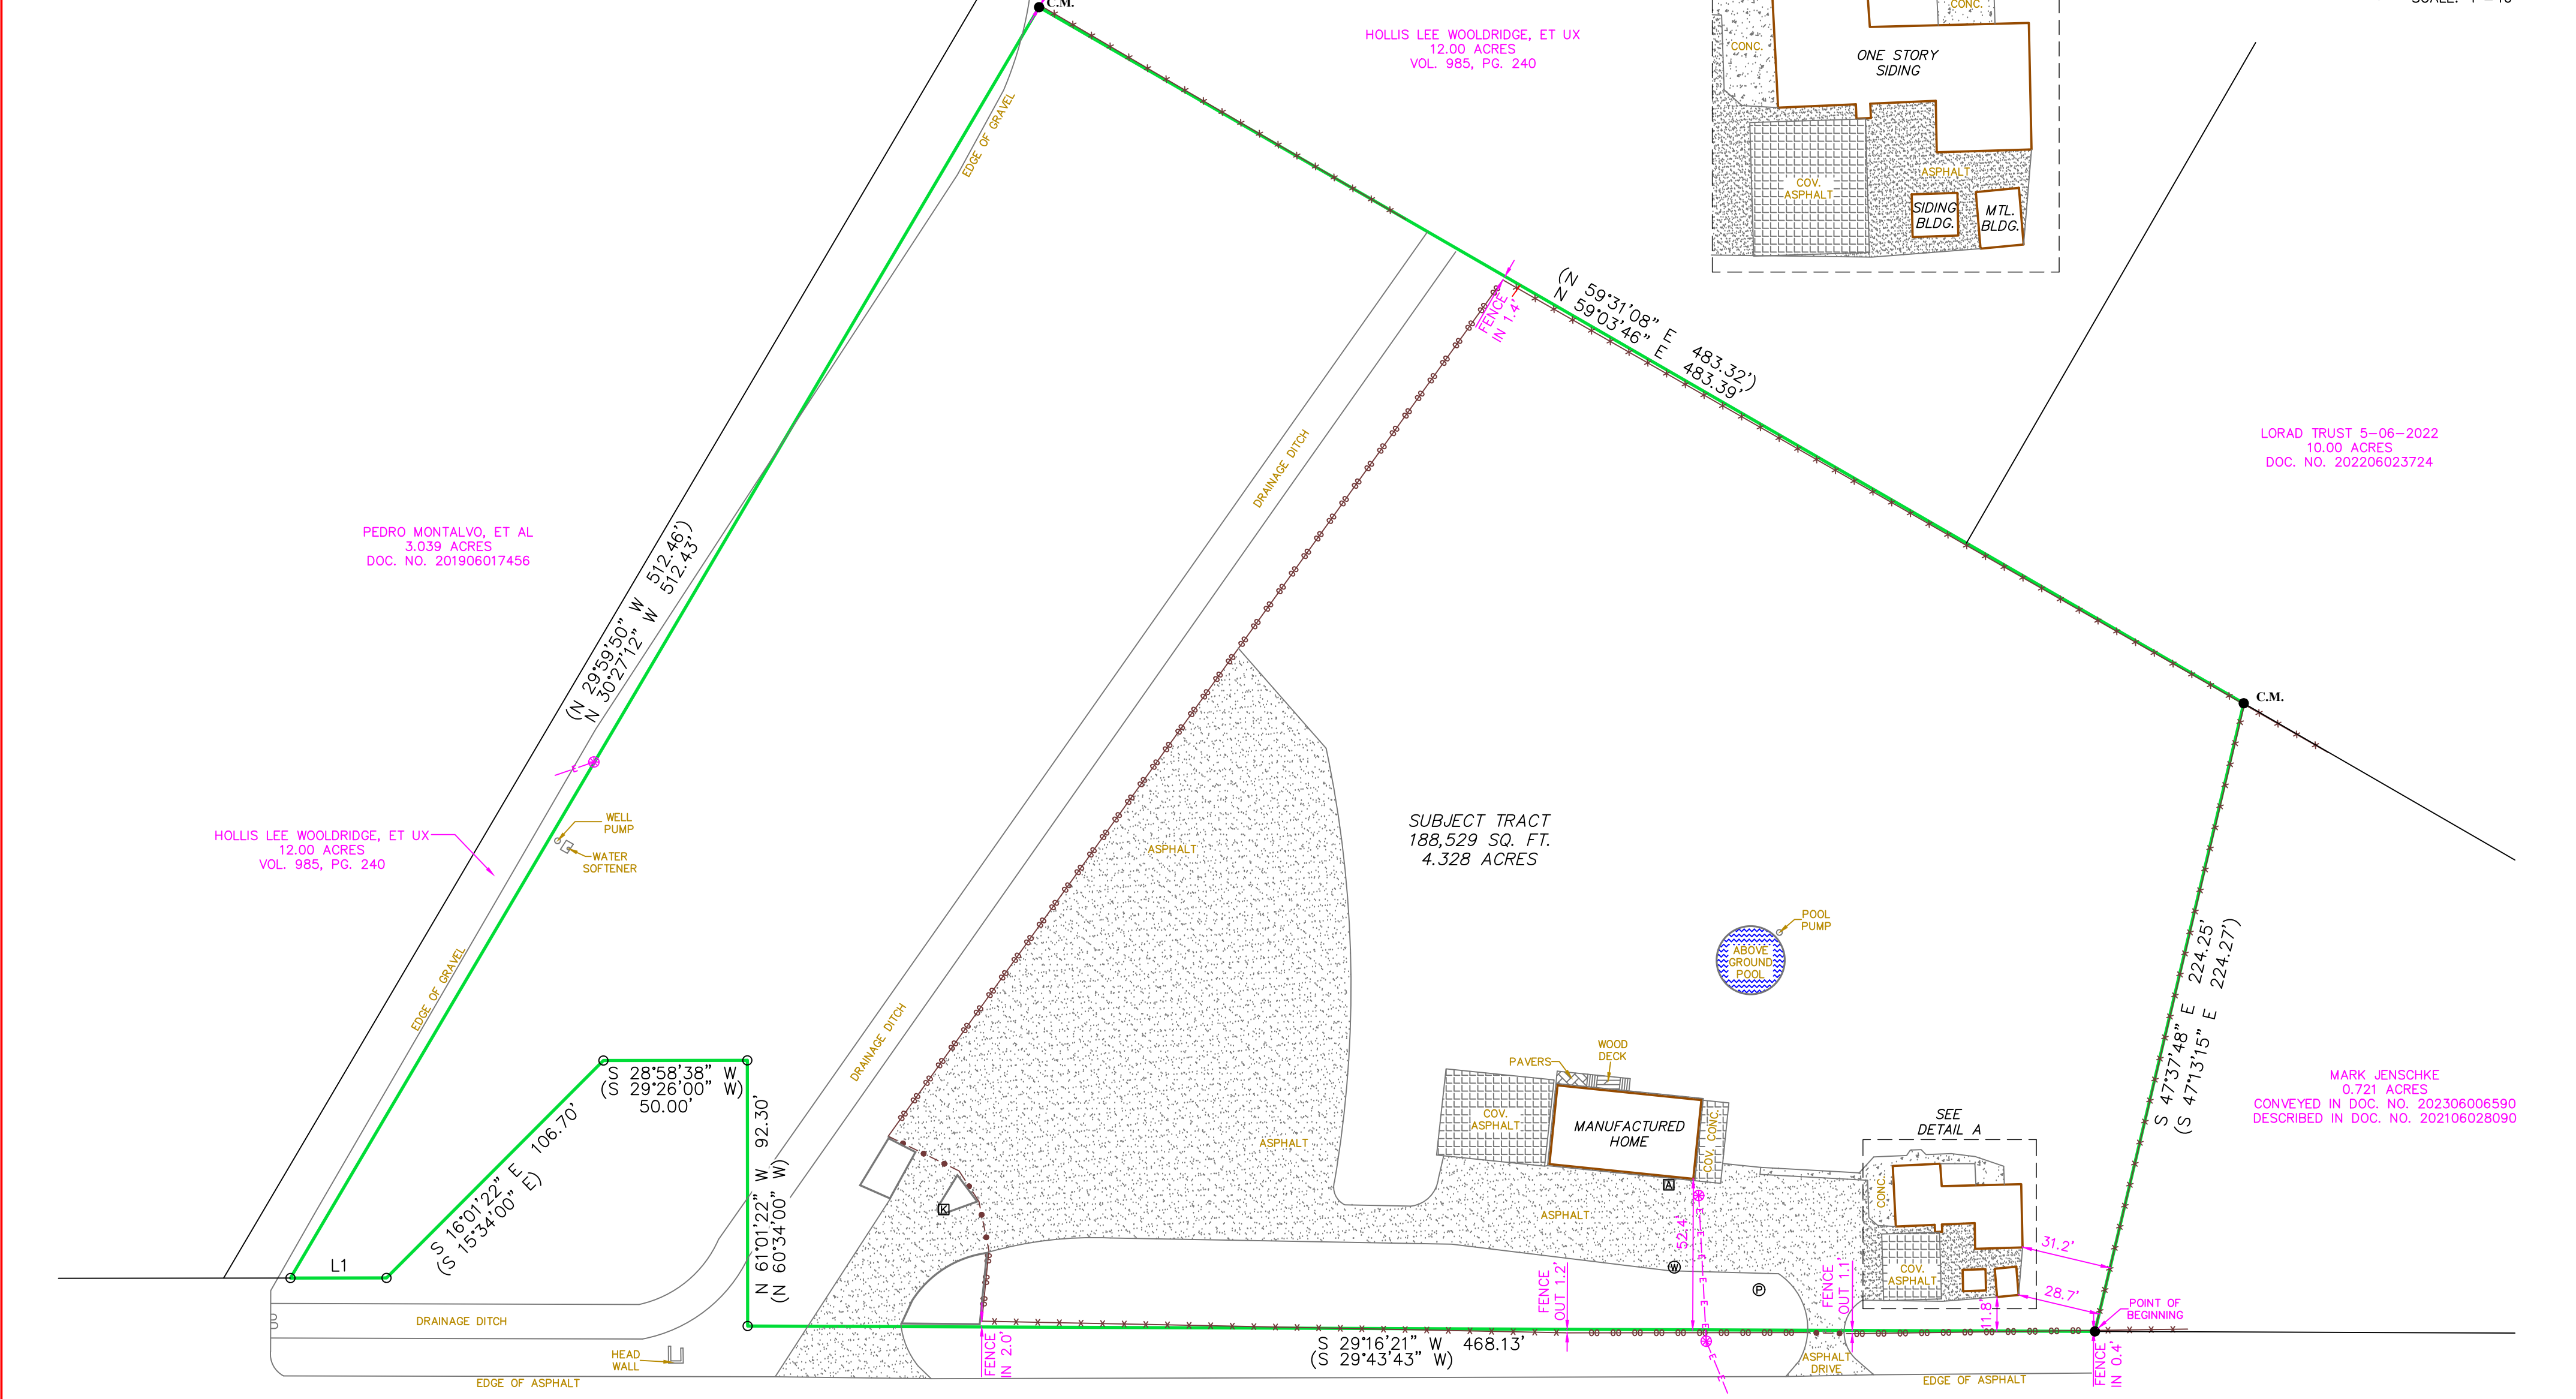 C.M.
HOLLIS LEE WOOLDRIDGE, ET UX
12.00 ACRES
VOL. 985, PG. 240
CONC.
CONC.
ONE STORY
SIDING
COV.
ASPHALT
ASPHALT
SIDING
BLDG.
MTL.
BLDG.
EDGE OF GRAVEL
FENCE
IN 1.4'
(N 59°31'08" E 483.32')
N 59°03'46" E 483.39'
DRAINAGE DITCH
LORAD TRUST 5-06-2022
10.00 ACRES
DOC. NO. 202206023724
PEDRO MONTALVO, ET AL
3.039 ACRES
DOC. NO. 201906017456
(N 29°59'50" W 512.46')
N 30°27'12" W 512.43'
C.M.
E
WELL
PUMP
WATER
SOFTENER
HOLLIS LEE WOOLDRIDGE, ET UX
12.00 ACRES
VOL. 985, PG. 240
ASPHALT
SUBJECT TRACT
188,529 SQ. FT.
4.328 ACRES
POOL
PUMP
ABOVE
GROUND
POOL
S 47°37'48" E 224.25'
(S 47°13'15" E 224.27')
EDGE OF GRAVEL
DRAINAGE DITCH
S 28°58'38" W
(S 29°26'00" W)
50.00'
S 16°01'22" E 106.70'
(S 15°34'00" E)
N 61°01'22" W 92.30'
(N 60°34'00" W)
ASPHALT
PAVERS
WOOD
DECK
COV.
ASPHALT
MANUFACTURED
HOME
COV. CONC.
MARK JENSCHKE
0.721 ACRES
CONVEYED IN DOC. NO. 202306006590
DESCRIBED IN DOC. NO. 202106028090
SEE
DETAIL A
CONC.
COV.
ASPHALT
A
K
W
P
ASPHALT
52.4'
E
E
E
E
31.2'
28.7'
11.8'
POINT OF
BEGINNING
L1
DRAINAGE DITCH
HEAD
WALL
EDGE OF ASPHALT
FENCE
IN 2.0'
FENCE
OUT 1.2'
FENCE
OUT 1.1'
S 29°16'21" W 468.13'
(S 29°43'43" W)
ASPHALT
DRIVE
EDGE OF ASPHALT
FENCE
IN 0.4'